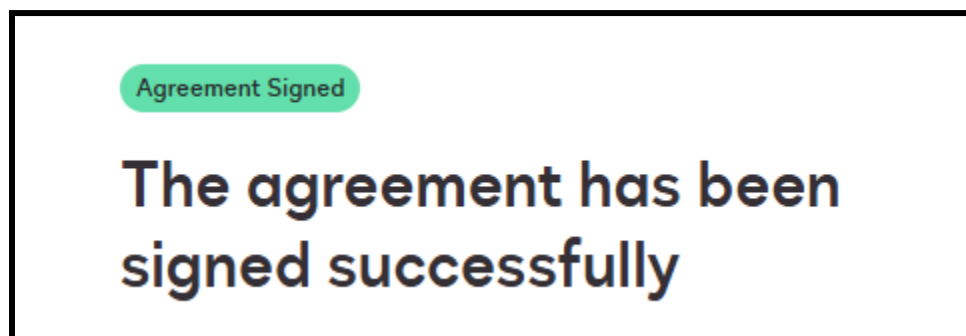 Agreement Signed
The agreement has been
signed successfully